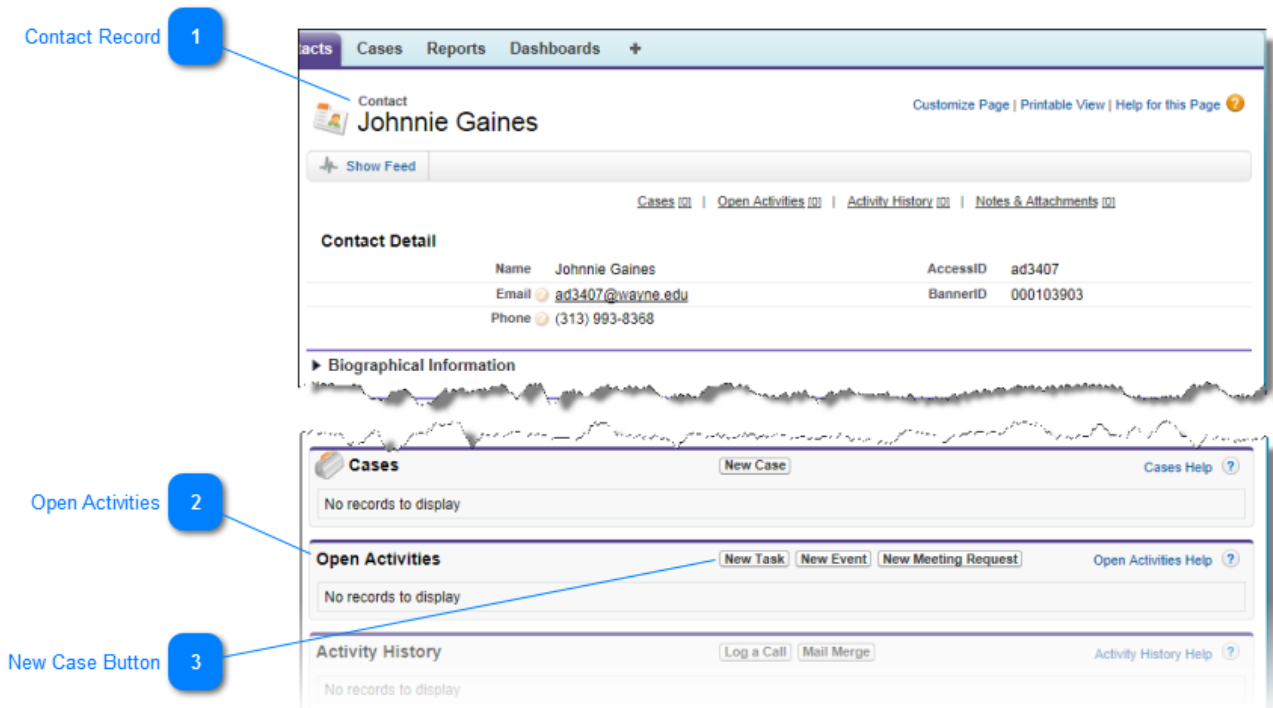 Contact Record 1
acts Cases Reports Dashboards +
Contact
Johnnie Gaines
Customize Page | Printable View | Help for this Page ?
Show Feed
Cases [0] | Open Activities [0] | Activity History [0] | Notes & Attachments [0]
Contact Detail
Name Johnnie Gaines AccessID ad3407
Email ad3407@wayne.edu BannerID 000103903
Phone (313) 993-8368
Biographical Information
Cases New Case Cases Help ?
No records to display
Open Activities 2
Open Activities New Task New Event New Meeting Request Open Activities Help ?
No records to display
New Case Button 3
Activity History Log a Call Mail Merge Activity History Help ?
No records to display